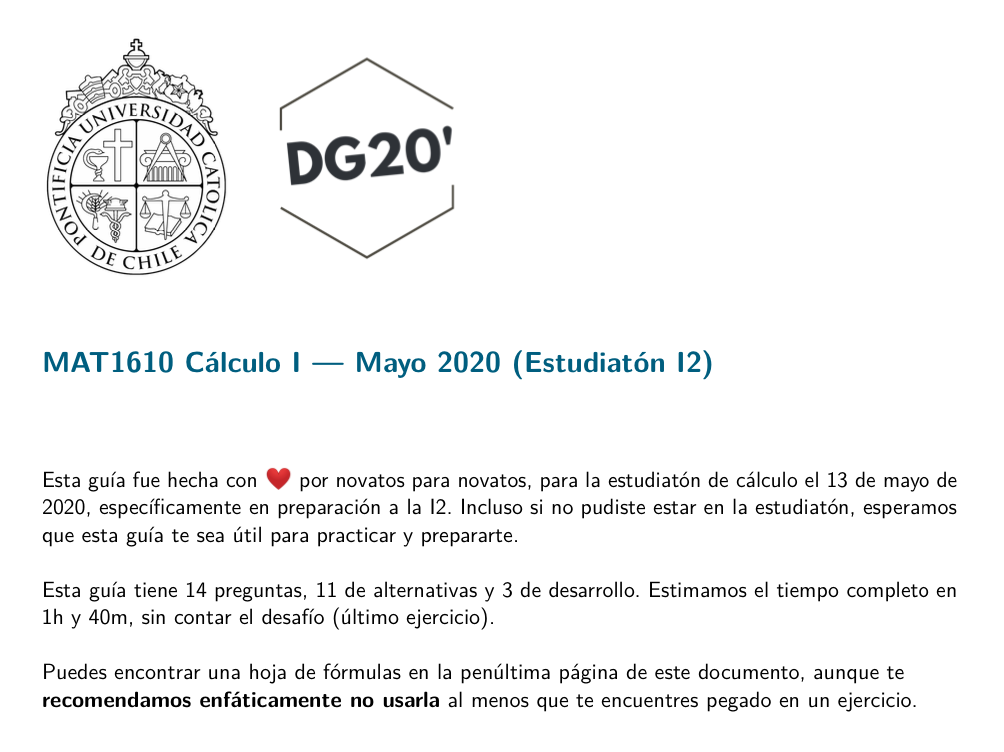 PONTIFICIA UNIVERSIDAD CATOLICA DE CHILE
DG20'
MAT1610 Cálculo I — Mayo 2020 (Estudiatón I2)
Esta guía fue hecha con ❤️ por novatos para novatos, para la estudiatón de cálculo el 13 de mayo de
2020, específicamente en preparación a la I2. Incluso si no pudiste estar en la estudiatón, esperamos
que esta guía te sea útil para practicar y prepararte.
Esta guía tiene 14 preguntas, 11 de alternativas y 3 de desarrollo. Estimamos el tiempo completo en
1h y 40m, sin contar el desafío (último ejercicio).
Puedes encontrar una hoja de fórmulas en la penúltima página de este documento, aunque te
recomendamos enfáticamente no usarla al menos que te encuentres pegado en un ejercicio.